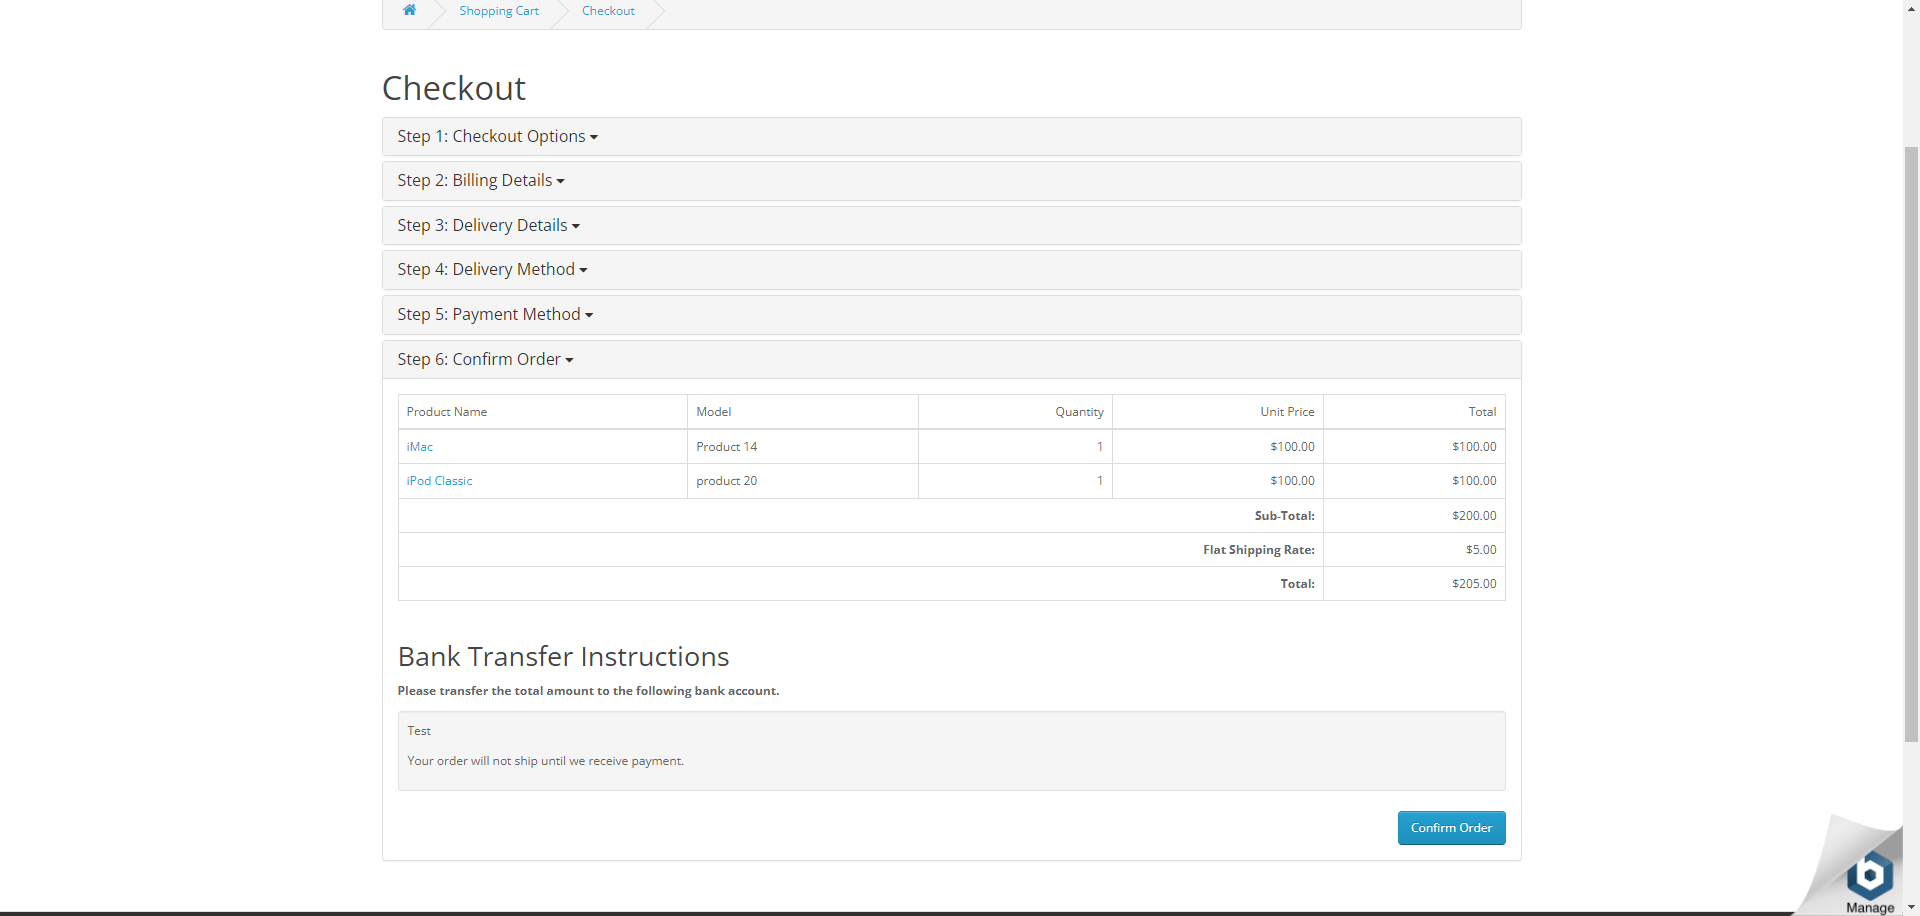 Shopping Cart Checkout
Checkout
Step 1: Checkout Options
Step 2: Billing Details
Step 3: Delivery Details
Step 4: Delivery Method
Step 5: Payment Method
Step 6: Confirm Order
Product Name Model Quantity Unit Price Total
iMac Product 14 1 $100.00 $100.00
iPod Classic product 20 1 $100.00 $100.00
Sub-Total: $200.00
Flat Shipping Rate: $5.00
Total: $205.00
Bank Transfer Instructions
Please transfer the total amount to the following bank account.
Test
Your order will not ship until we receive payment.
Confirm Order
b
Manage